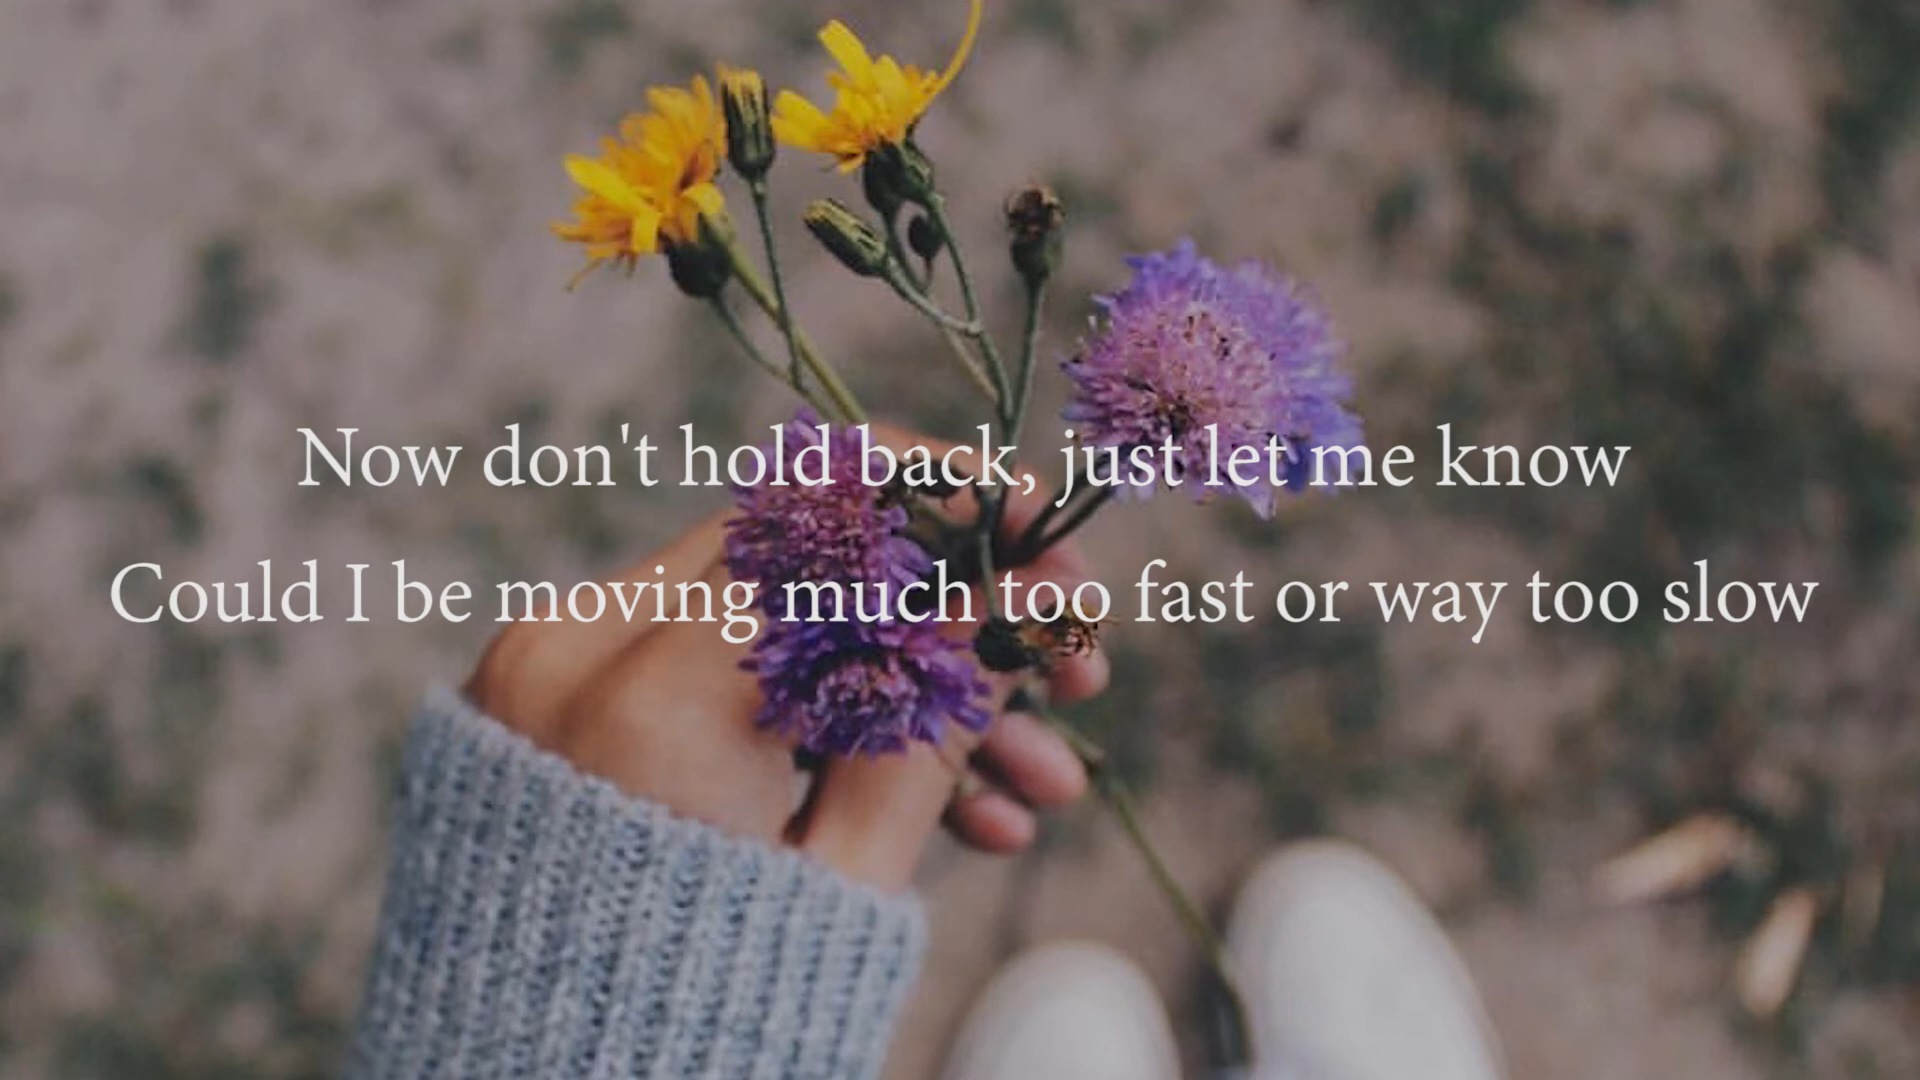 Now don't hold back, just let me know
Could I be moving much too fast or way too slow